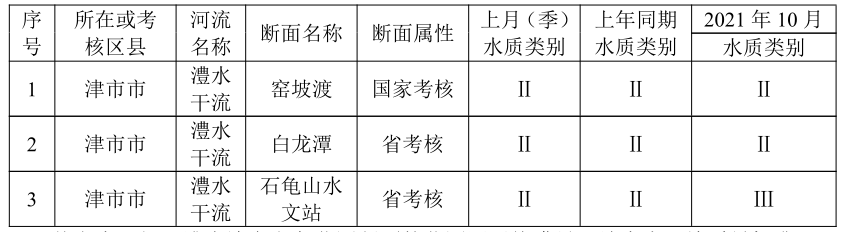 序号 所在或考核区县 河流名称 断面名称 断面属性 上月（季）水质类别 上年同期水质类别 2021 年 10 月 水质类别
1 津市市 澧水干流 窑坡渡 国家考核 Ⅱ Ⅱ Ⅱ
2 津市市 澧水干流 白龙潭 省考核 Ⅱ Ⅱ Ⅱ
3 津市市 澧水干流 石龟山水文站 省考核 Ⅱ Ⅱ Ⅲ